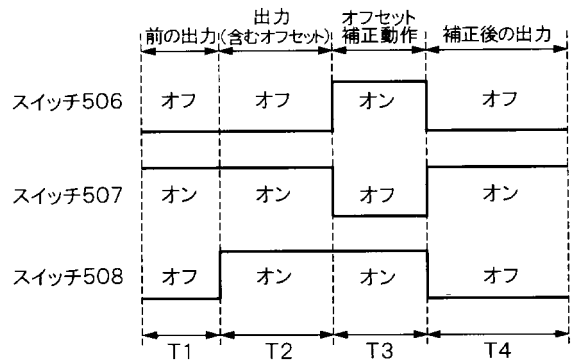 出力 オフセット
前の出力 (含むオフセット) 補正動作 補正後の出力
スイッチ506 オフ オフ オン オフ
スイッチ507 オン オン オフ オン
スイッチ508 オフ オン オン オフ
T1 T2 T3 T4